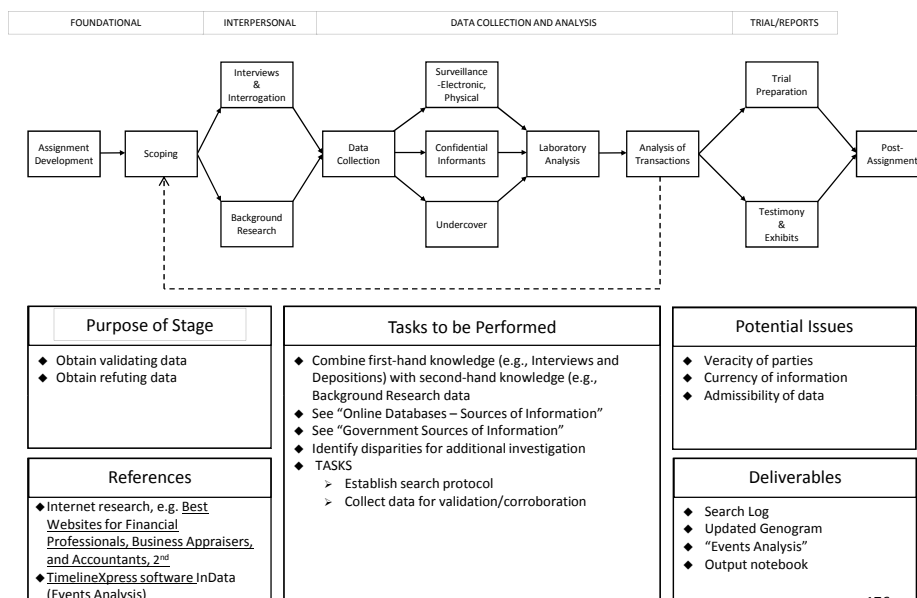 FOUNDATIONAL
INTERPERSONAL
DATA COLLECTION AND ANALYSIS
TRIAL/REPORTS
Interviews
&
Interrogation
Surveillance
-Electronic,
Physical
Trial
Preparation
Assignment
Development
Scoping
Data
Collection
Confidential
Informants
Laboratory
Analysis
Analysis of
Transactions
Post-
Assignment
Background
Research
Undercover
Testimony
&
Exhibits
Purpose of Stage
◆ Obtain validating data
◆ Obtain refuting data
Tasks to be Performed
◆ Combine first-hand knowledge (e.g., Interviews and
Depositions) with second-hand knowledge (e.g.,
Background Research data
◆ See “Online Databases – Sources of Information”
◆ See “Government Sources of Information”
◆ Identify disparities for additional investigation
◆ TASKS
➢ Establish search protocol
➢ Collect data for validation/corroboration
Potential Issues
◆ Veracity of parties
◆ Currency of information
◆ Admissibility of data
References
◆ Internet research, e.g. Best
Websites for Financial
Professionals, Business Appraisers,
and Accountants, 2nd
◆ TimelineXpress software InData
(Events Analysis)
Deliverables
◆ Search Log
◆ Updated Genogram
◆ “Events Analysis”
◆ Output notebook